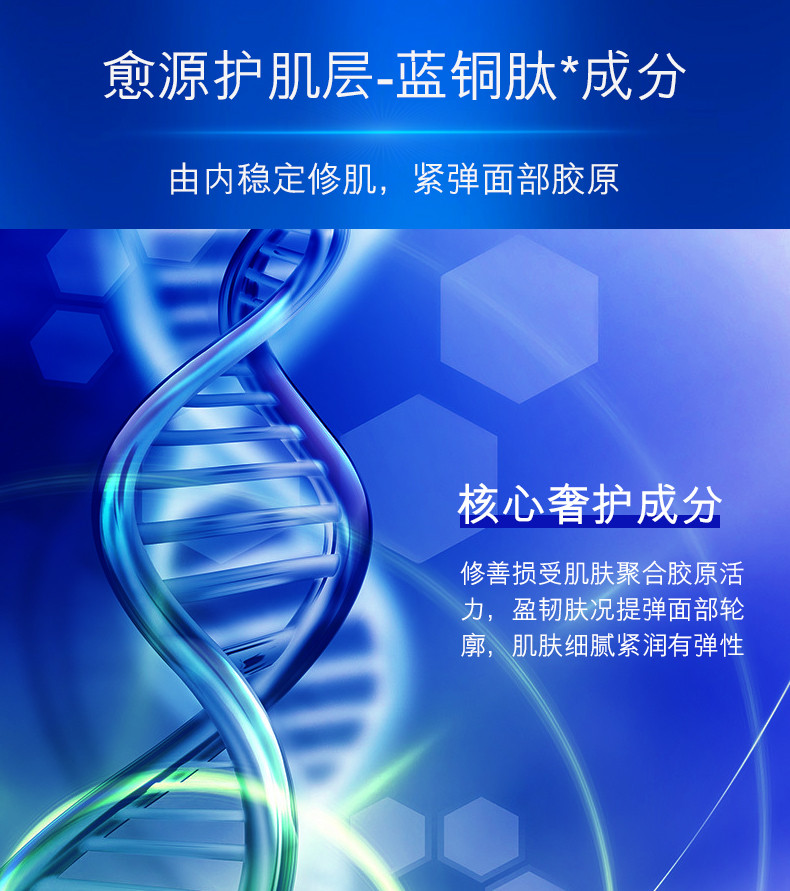 愈源护肌层-蓝铜肽*成分
由内稳定修肌，紧弹面部胶原
核心奢护成分
修善损受肌肤聚合胶原活
力，盈韧肤况提弹面部轮
廓，肌肤细腻紧润有弹性